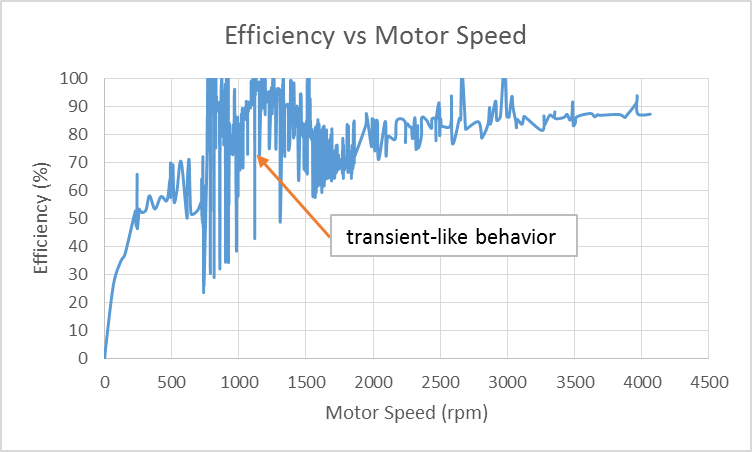 Efficiency vs Motor Speed
Efficiency (%)
100
90
80
70
60
50
40
30
20
10
0
transient-like behavior
0 500 1000 1500 2000 2500 3000 3500 4000 4500
Motor Speed (rpm)